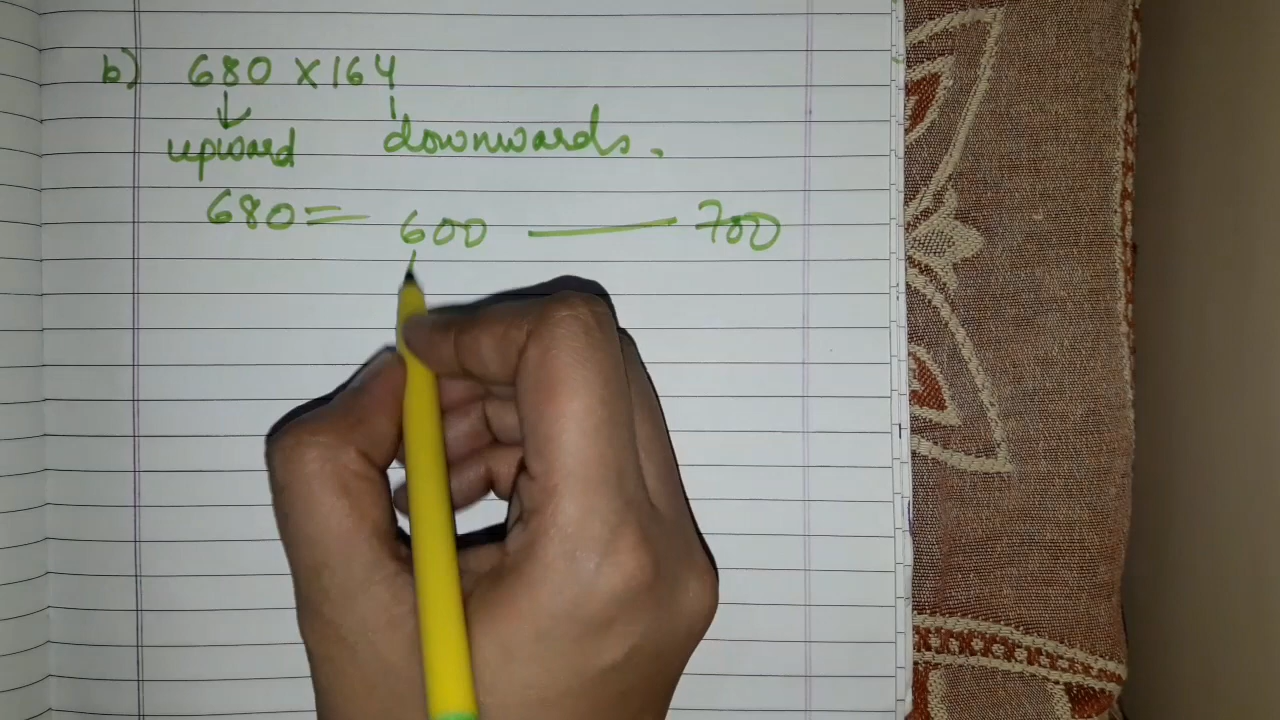 b) 680 × 164
upward downwards.
680 = 600 — 700